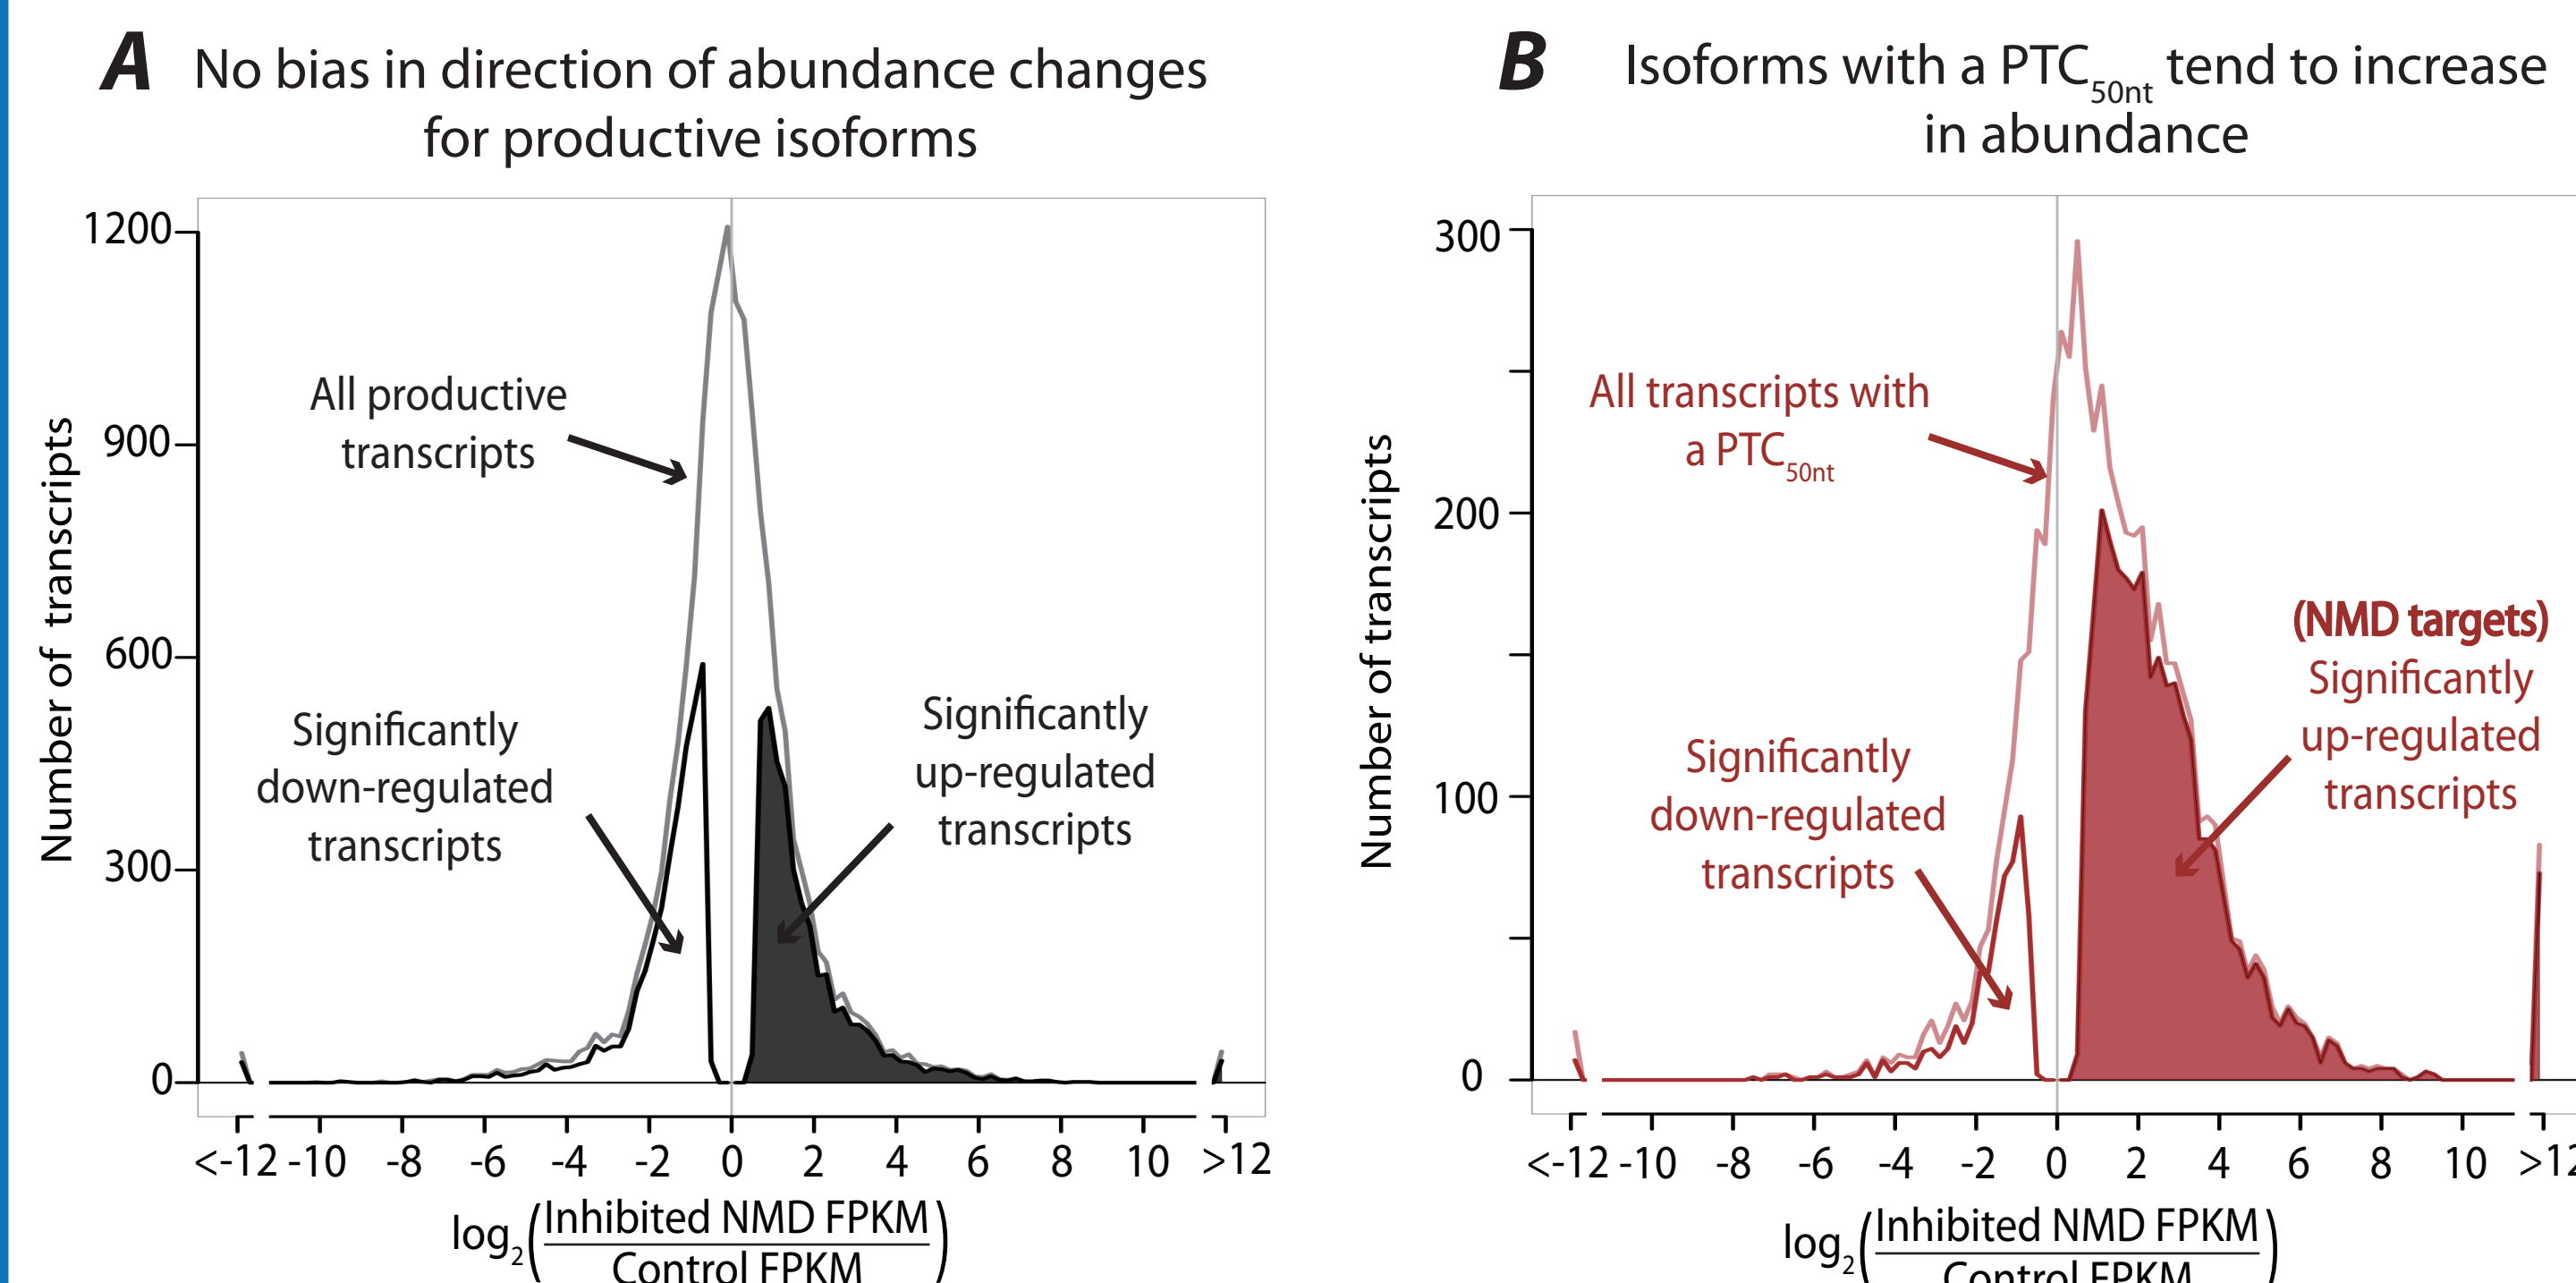 A No bias in direction of abundance changes
for productive isoforms
1200
900
600
300
0
Number of transcripts
All productive
transcripts
Significantly
down-regulated
transcripts
Significantly
up-regulated
transcripts
<-12 -10 -8 -6 -4 -2 0 2 4 6 8 10 >12
log2(Inhibited NMD FPKM
Control FPKM)
B Isoforms with a PTC50nt tend to increase
in abundance
300
200
100
0
Number of transcripts
All transcripts with
a PTC50nt
Significantly
down-regulated
transcripts
(NMD targets)
Significantly
up-regulated
transcripts
<-12 -10 -8 -6 -4 -2 0 2 4 6 8 10 >12
log2(Inhibited NMD FPKM
Control FPKM)